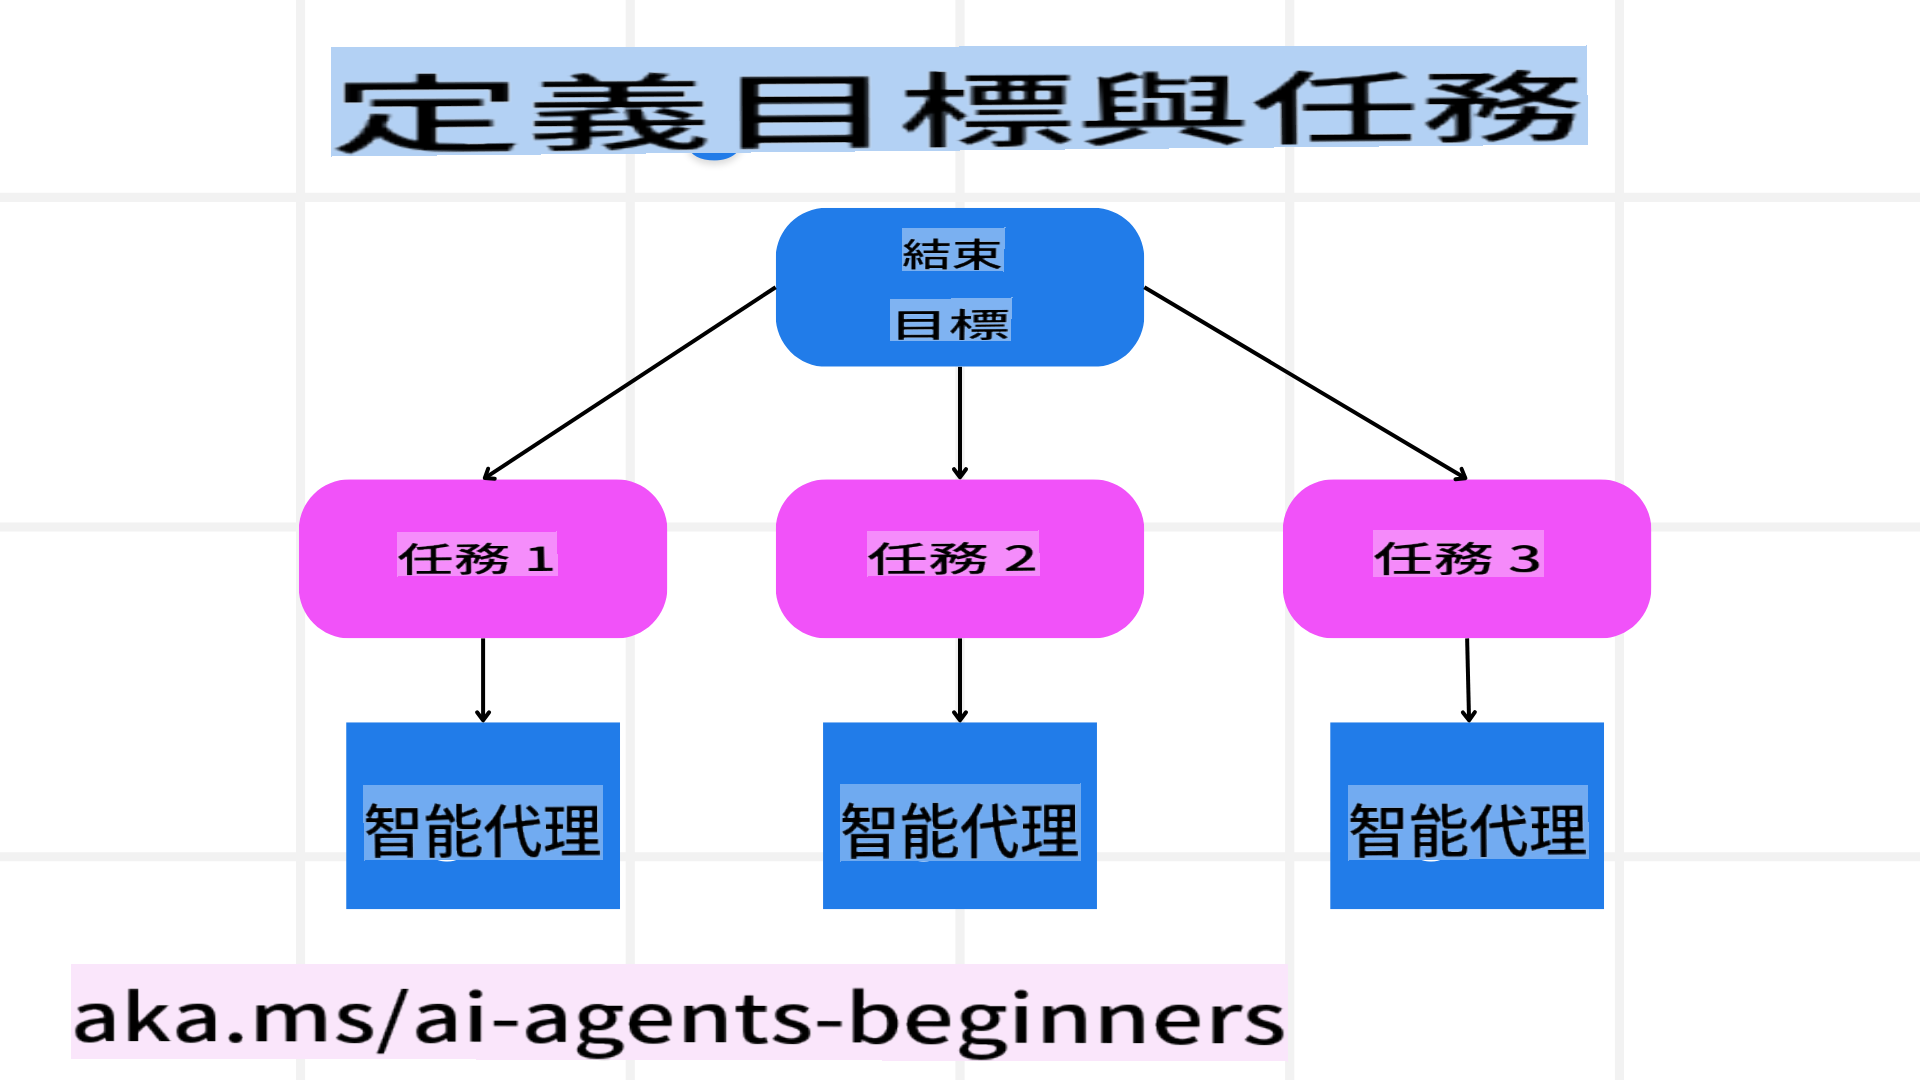 定義目標與任務
結束
目標
任務 1
任務 2
任務 3
智能代理
智能代理
智能代理
aka.ms/ai-agents-beginners